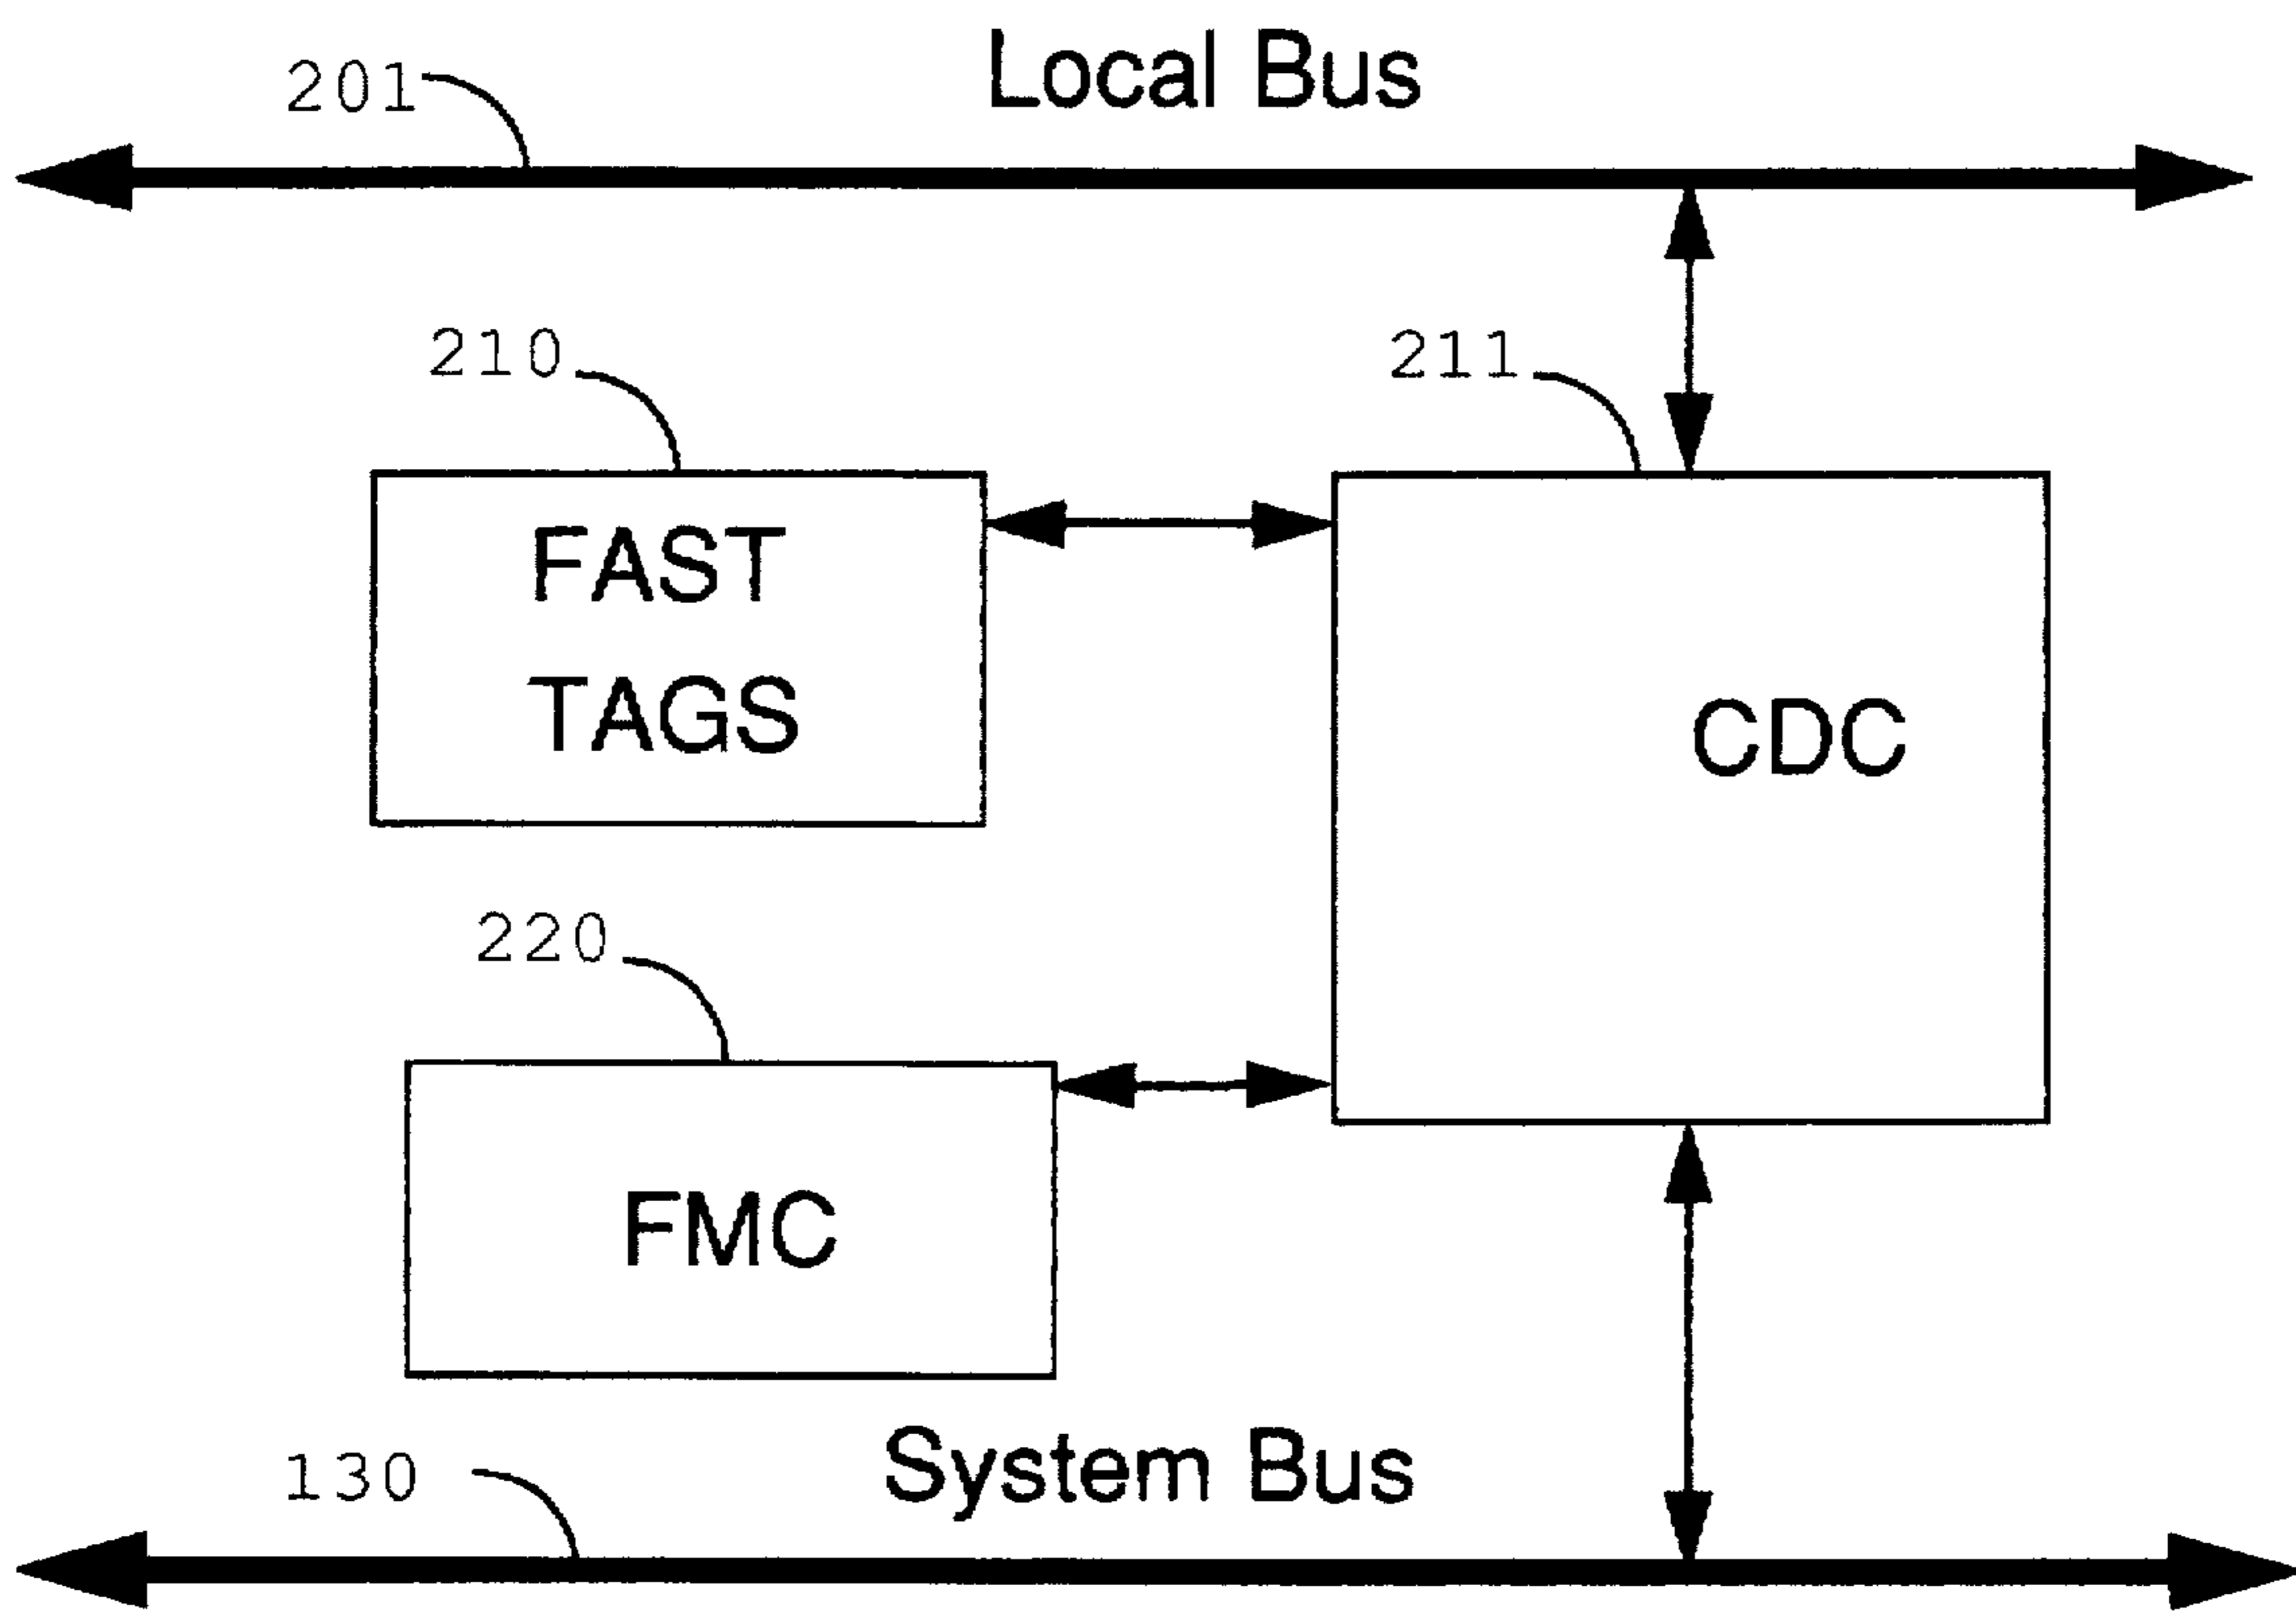 Local Bus
201
210
211
FAST
TAGS
CDC
220
FMC
System Bus
130